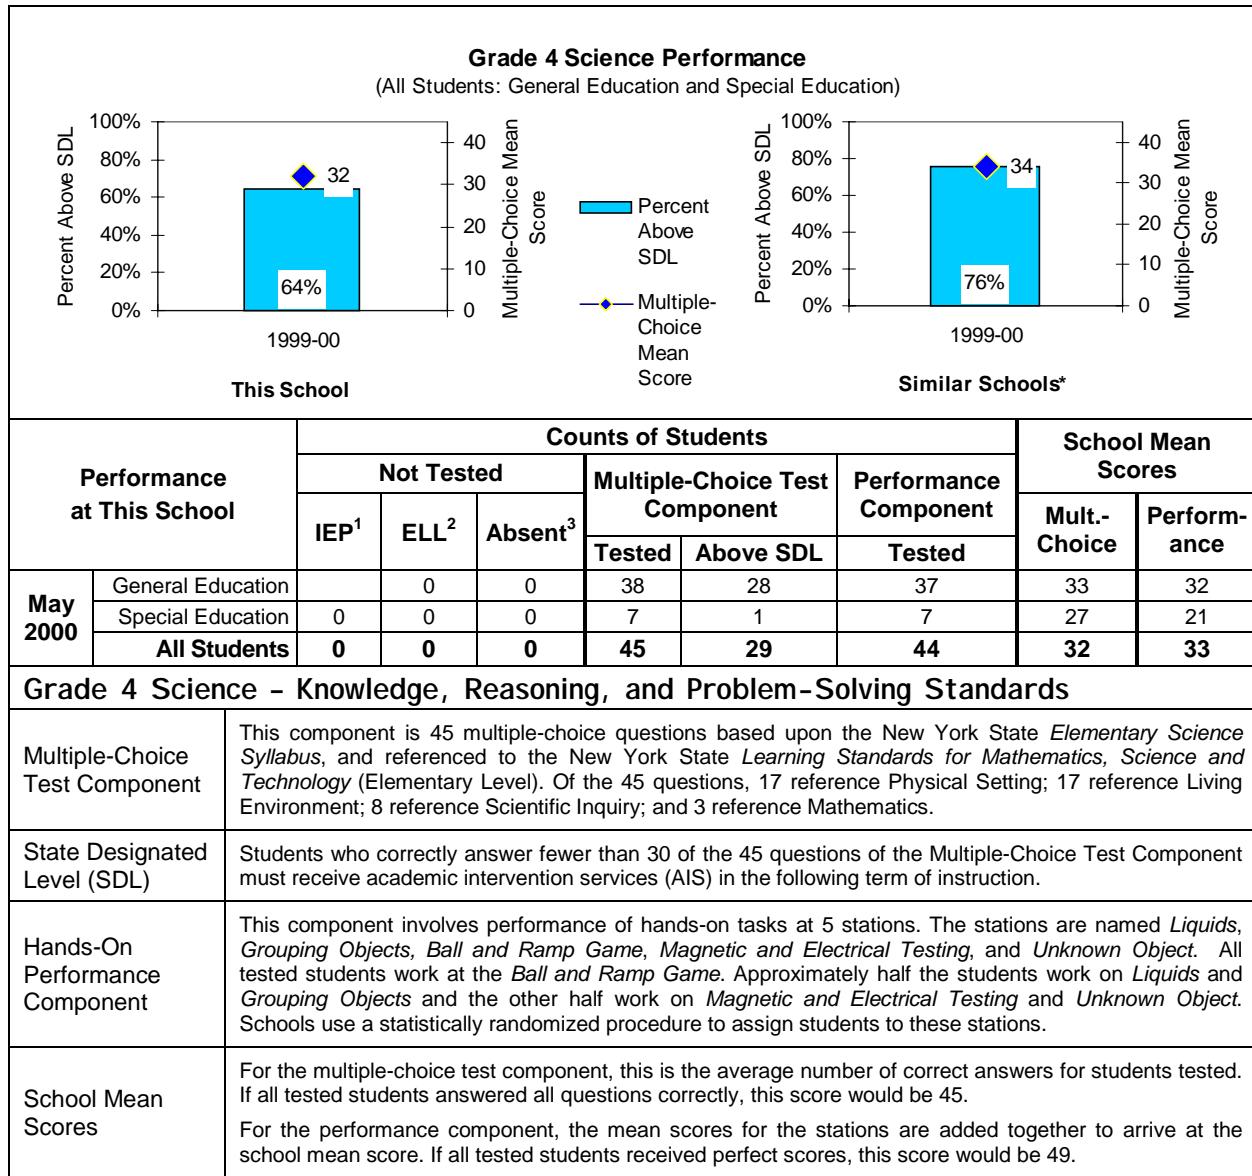 Grade 4 Science Performance
(All Students: General Education and Special Education)
Percent Above SDL
100%
80%
60%
40%
20%
0%
32
64%
40
30
20
10
0
Multiple-Choice Mean
Score
1999-00
This School
Percent
Above
SDL
Multiple-
Choice
Mean
Score
Percent Above SDL
100%
80%
60%
40%
20%
0%
34
76%
40
30
20
10
0
Multiple-Choice Mean
Score
1999-00
Similar Schools*
Performance
at This School
Counts of Students
School Mean
Scores
Not Tested
Multiple-Choice Test
Component
Performance
Component
IEP1 ELL2 Absent3
Mult.-
Choice
Perform-
ance
Tested Above SDL Tested
May
2000
General Education 0 0 38 28 37 33 32
Special Education 0 0 0 7 1 7 27 21
All Students 0 0 0 45 29 44 32 33
Grade 4 Science – Knowledge, Reasoning, and Problem-Solving Standards
Multiple-Choice
Test Component
This component is 45 multiple-choice questions based upon the New York State Elementary Science
Syllabus, and referenced to the New York State Learning Standards for Mathematics, Science and
Technology (Elementary Level). Of the 45 questions, 17 reference Physical Setting; 17 reference Living
Environment; 8 reference Scientific Inquiry; and 3 reference Mathematics.
State Designated
Level (SDL)
Students who correctly answer fewer than 30 of the 45 questions of the Multiple-Choice Test Component
must receive academic intervention services (AIS) in the following term of instruction.
Hands-On
Performance
Component
This component involves performance of hands-on tasks at 5 stations. The stations are named Liquids,
Grouping Objects, Ball and Ramp Game, Magnetic and Electrical Testing, and Unknown Object. All
tested students work at the Ball and Ramp Game. Approximately half the students work on Liquids and
Grouping Objects and the other half work on Magnetic and Electrical Testing and Unknown Object.
Schools use a statistically randomized procedure to assign students to these stations.
School Mean
Scores
For the multiple-choice test component, this is the average number of correct answers for students tested.
If all tested students answered all questions correctly, this score would be 45.
For the performance component, the mean scores for the stations are added together to arrive at the
school mean score. If all tested students received perfect scores, this score would be 49.